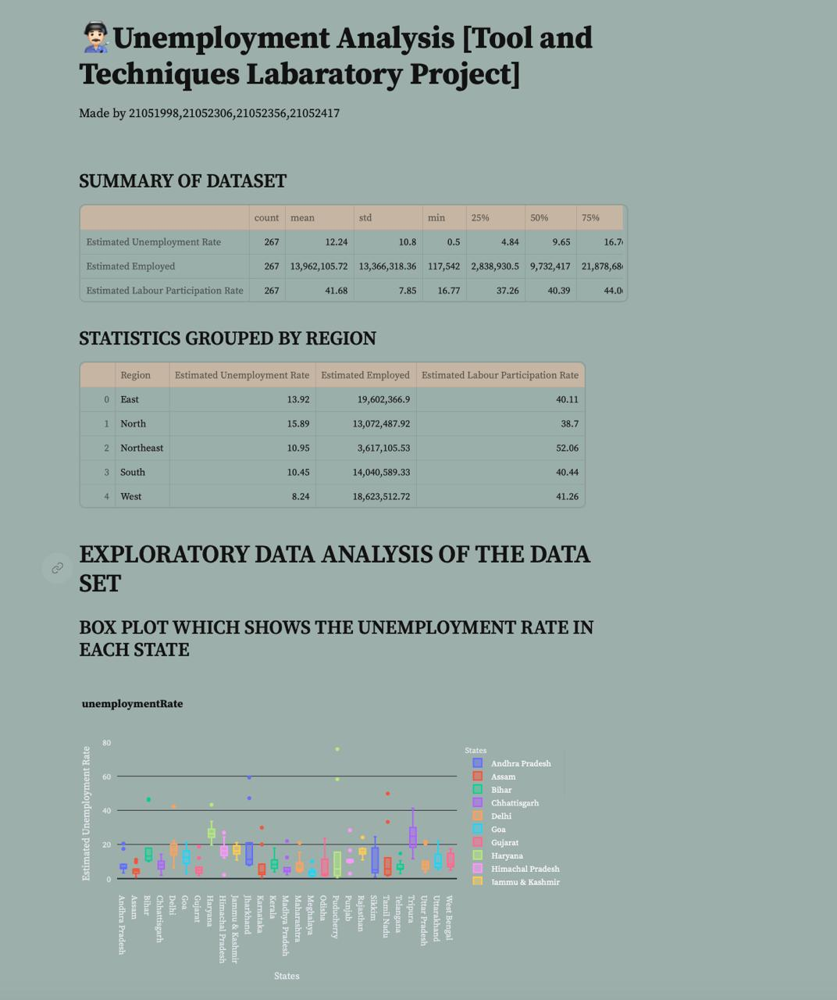 Unemployment Analysis [Tool and
Techniques Labaratory Project]
Made by 21051998,21052306,21052356,21052417
SUMMARY OF DATASET
count mean std min 25% 50% 75%
Estimated Unemployment Rate 267 12.24 10.8 0.5 4.84 9.65 16.7
Estimated Employed 267 13,962,105.72 13,366,318.36 117,542 2,838,930.5 9,732,417 21,878,68
Estimated Labour Participation Rate 267 41.68 7.85 16.77 37.26 40.39 44.0
STATISTICS GROUPED BY REGION
Region Estimated Unemployment Rate Estimated Employed Estimated Labour Participation Rate
0 East 13.92 19,602,366.9 40.11
1 North 15.89 13,072,487.92 38.7
2 Northeast 10.95 3,617,105.53 52.06
3 South 10.45 14,040,589.33 40.44
4 West 8.24 18,623,512.72 41.26
EXPLORATORY DATA ANALYSIS OF THE DATA
SET
BOX PLOT WHICH SHOWS THE UNEMPLOYMENT RATE IN
EACH STATE
unemploymentRate
Estimated Unemployment Rate
80
60
40
20
0
States
Andhra Pradesh
Assam
Bihar
Chhattisgarh
Delhi
Goa
Gujarat
Haryana
Himachal Pradesh
Jammu & Kashmir
Andhra Pradesh
Assam
Bihar
Chhattisgarh
Delhi
Goa
Gujarat
Haryana
Himachal Pradesh
Jammu & Kashmir
Jharkhand
Karnataka
Kerala
Madhya Pradesh
Maharashtra
Meghalaya
Odisha
Puducherry
Punjab
Rajasthan
Sikkim
Tamil Nadu
Telangana
Tripura
Uttar Pradesh
Uttarakhand
West Bengal
States